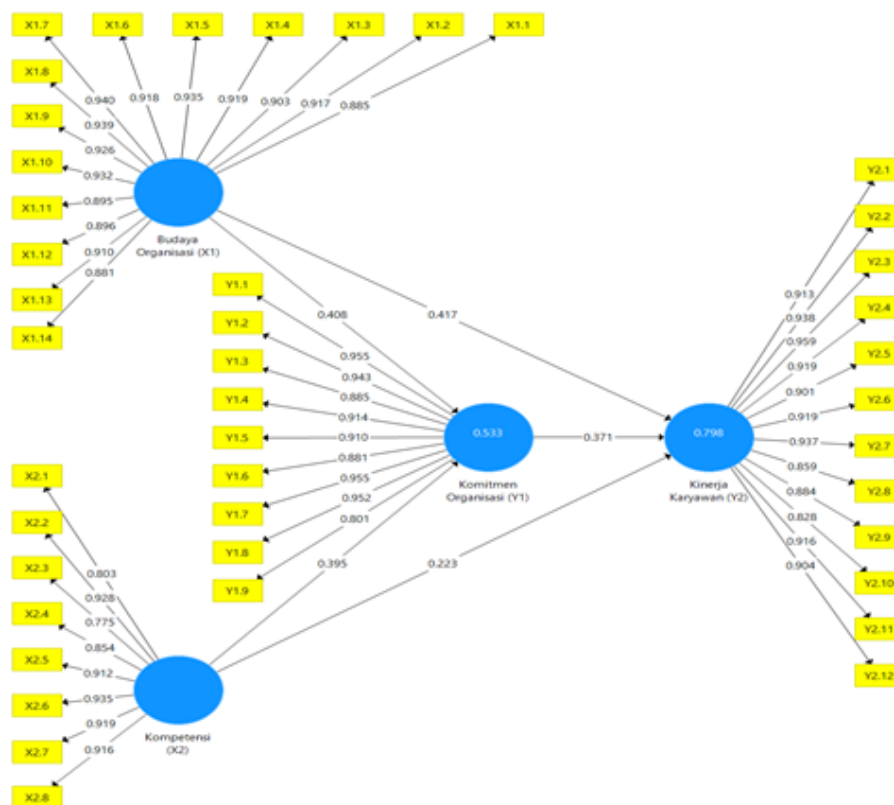 X1.7
X1.6
X1.5
X1.4
X1.3
X1.2
X1.1
X1.8
X1.9
X1.10
X1.11
X1.12
X1.13
X1.14
0.940
0.918
0.935
0.919
0.903
0.917
0.885
0.939
0.926
0.932
0.895
0.896
0.910
0.881
Budaya
Organisasi (X1)
0.408
0.417
Y1.1
Y1.2
Y1.3
Y1.4
Y1.5
Y1.6
Y1.7
Y1.8
Y1.9
0.955
0.943
0.885
0.914
0.910
0.881
0.955
0.952
0.801
0.533
Komitmen
Organisasi (Y1)
0.371
0.798
Kinerja
Karyawan (Y2)
0.395
0.223
X2.1
X2.2
X2.3
X2.4
X2.5
X2.6
X2.7
X2.8
0.803
0.928
0.775
0.854
0.912
0.935
0.919
0.916
Kompetensi
(X2)
0.913
0.938
0.959
0.919
0.901
0.919
0.937
0.859
0.884
0.828
0.916
0.904
Y2.1
Y2.2
Y2.3
Y2.4
Y2.5
Y2.6
Y2.7
Y2.8
Y2.9
Y2.10
Y2.11
Y2.12